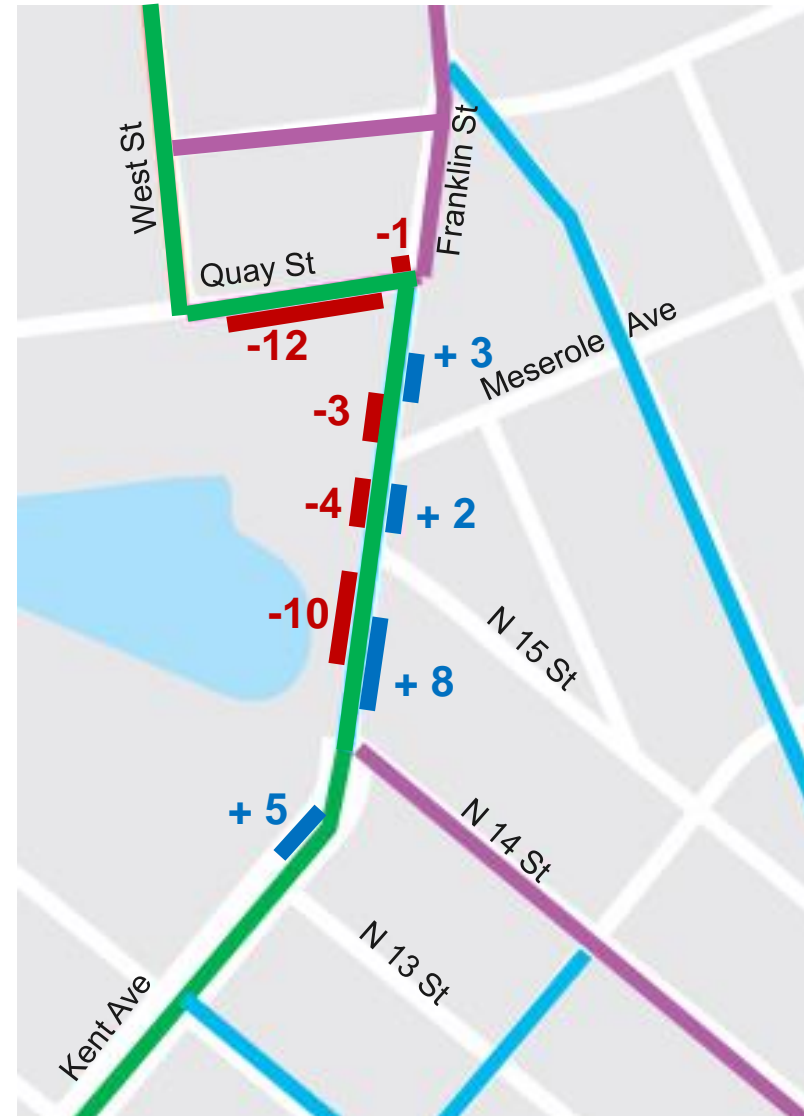 West St
Franklin St
-1
Quay St
-12
+ 3
Meserole Ave
-3
-4
+ 2
-10
N 15 St
+ 8
+ 5
N 14 St
N 13 St
Kent Ave